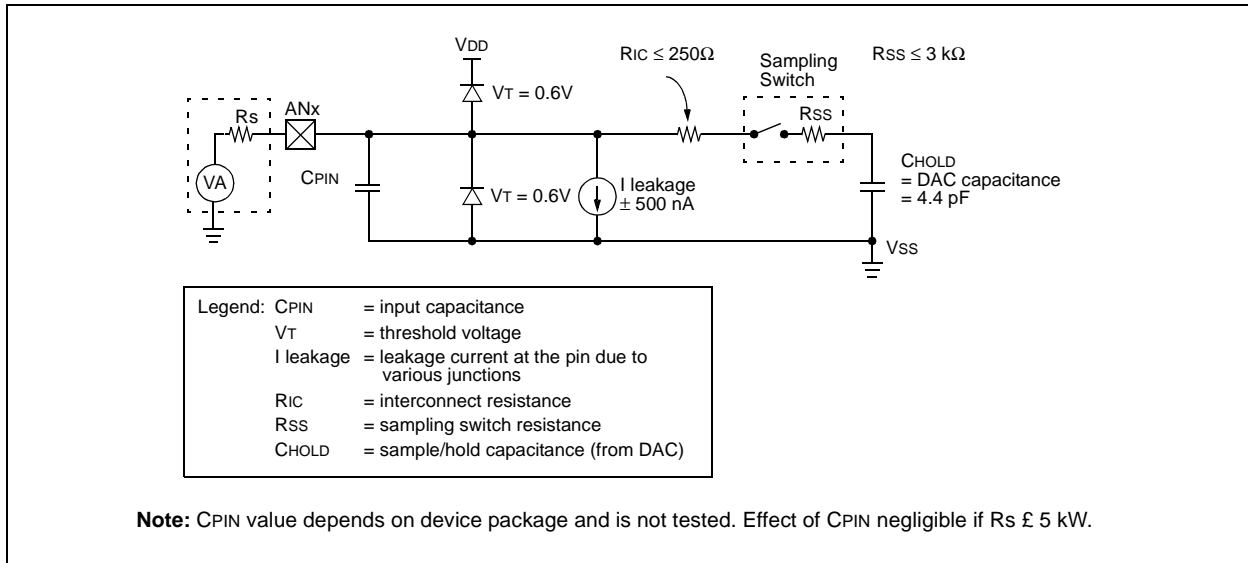 VDD
RIC ≤ 250Ω
Sampling
Switch
RSS ≤ 3 kΩ
VT = 0.6V
Rs
ANx
RSS
VA
CPIN
VT = 0.6V
I leakage
± 500 nA
CHOLD
= DAC capacitance
= 4.4 pF
VSS
Legend: CPIN = input capacitance
VT = threshold voltage
I leakage = leakage current at the pin due to
various junctions
RIC = interconnect resistance
RSS = sampling switch resistance
CHOLD = sample/hold capacitance (from DAC)
Note: CPIN value depends on device package and is not tested. Effect of CPIN negligible if Rs £ 5 kW.